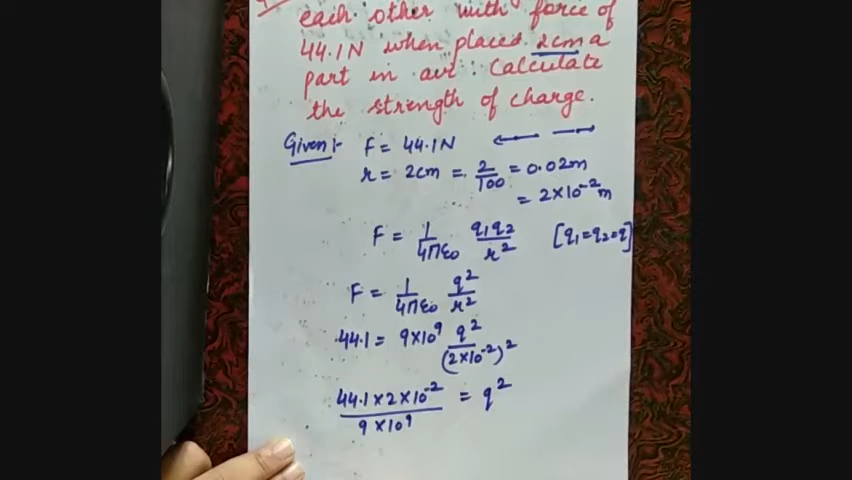 each other with force of
44.1N when placed 2cm a
part in air. Calculate
the strength of charge.
Given:- F = 44.1N
r = 2cm = 2/100 = 0.02m
= 2×10⁻²m
F = 1/4πε₀ q₁q₂/r² [q₁=q₂=q]
F = 1/4πε₀ q²/r²
44.1 = 9×10⁹ q²/(2×10⁻²)²
44.1×2×10⁻²/9×10⁹ = q²